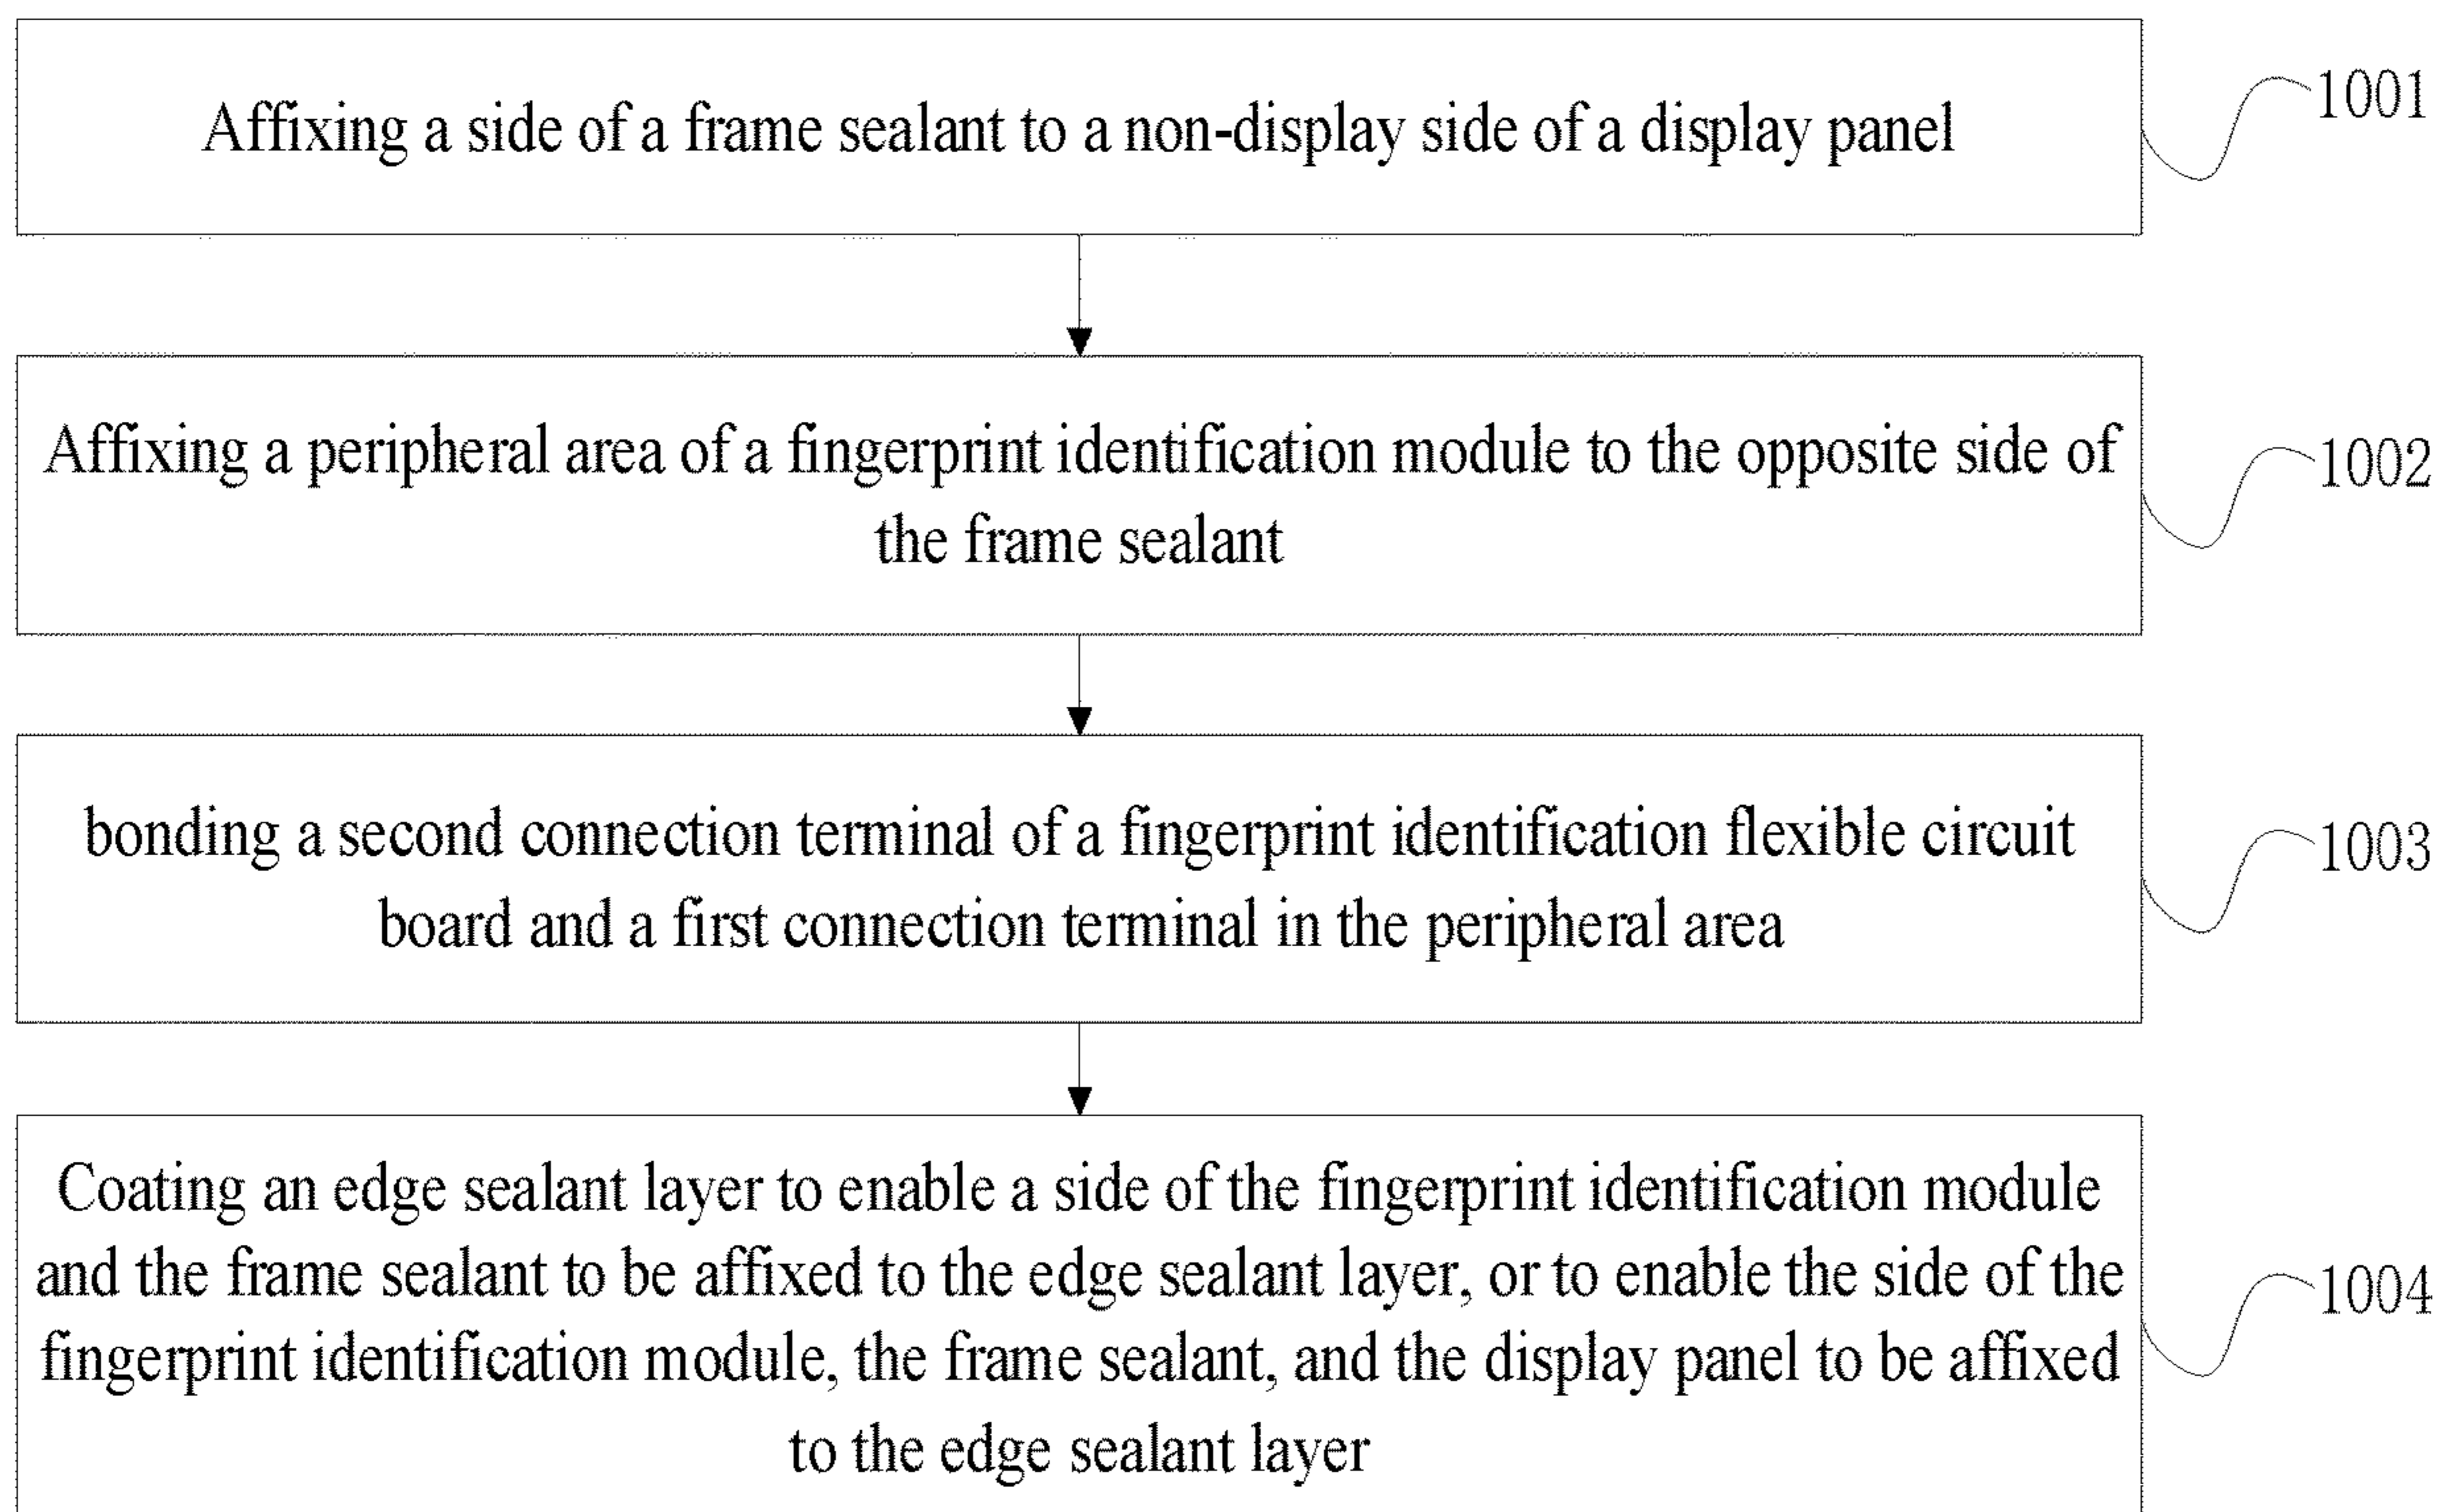 Affixing a side of a frame sealant to a non-display side of a display panel
1001
Affixing a peripheral area of a fingerprint identification module to the opposite side of
the frame sealant
1002
bonding a second connection terminal of a fingerprint identification flexible circuit
board and a first connection terminal in the peripheral area
1003
Coating an edge sealant layer to enable a side of the fingerprint identification module
and the frame sealant to be affixed to the edge sealant layer, or to enable the side of the
fingerprint identification module, the frame sealant, and the display panel to be affixed
to the edge sealant layer
1004